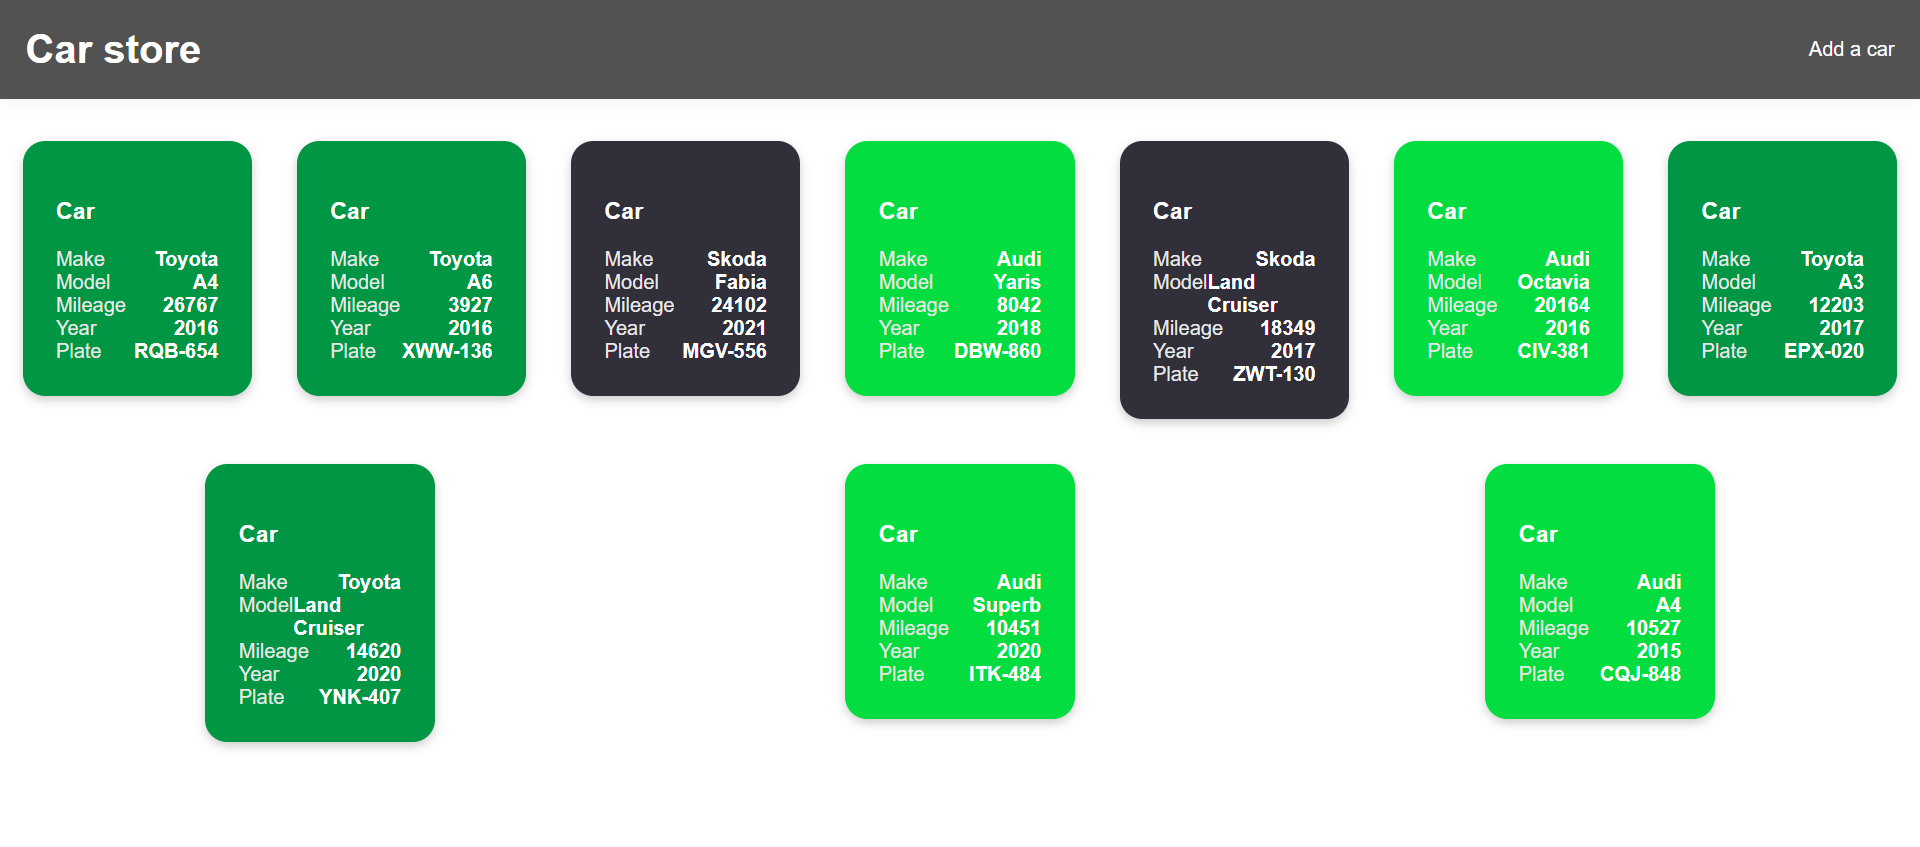 Car store
Add a car
Car
Make Toyota
Model A4
Mileage 26767
Year 2016
Plate RQB-654
Car
Make Toyota
Model A6
Mileage 3927
Year 2016
Plate XWW-136
Car
Make Skoda
Model Fabia
Mileage 24102
Year 2021
Plate MGV-556
Car
Make Audi
Model Yaris
Mileage 8042
Year 2018
Plate DBW-860
Car
Make Skoda
Model Land
Cruiser
Mileage 18349
Year 2017
Plate ZWT-130
Car
Make Audi
Model Octavia
Mileage 20164
Year 2016
Plate CIV-381
Car
Make Toyota
Model A3
Mileage 12203
Year 2017
Plate EPX-020
Car
Make Toyota
Model Land
Cruiser
Mileage 14620
Year 2020
Plate YNK-407
Car
Make Audi
Model Superb
Mileage 10451
Year 2020
Plate ITK-484
Car
Make Audi
Model A4
Mileage 10527
Year 2015
Plate CQJ-848